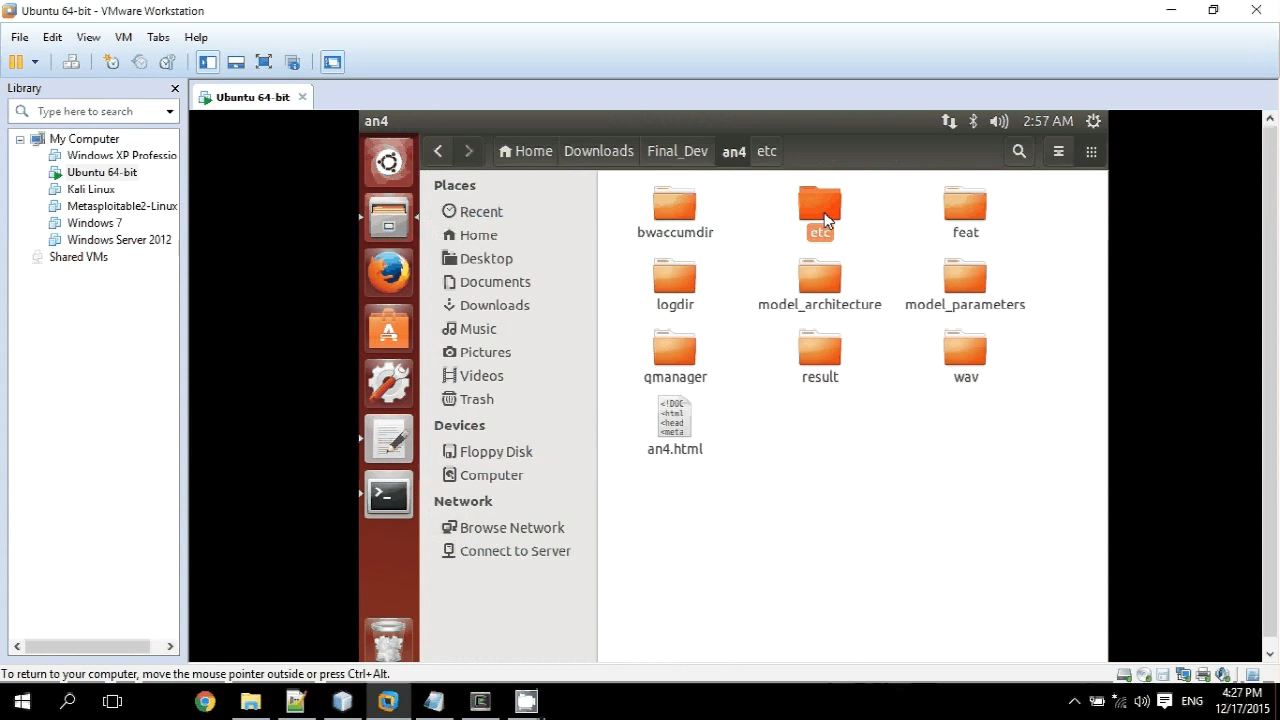 Ubuntu 64-bit - VMware Workstation
File Edit View VM Tabs Help
Library
Type here to search
My Computer
Windows XP Professio
Ubuntu 64-bit
Kali Linux
Metasploitable2-Linux
Windows 7
Windows Server 2012
Shared VMs
Ubuntu 64-bit
an4
2:57 AM
Home Downloads Final_Dev an4 etc
Places
Recent
Home
Desktop
Documents
Downloads
Music
Pictures
Videos
Trash
Devices
Floppy Disk
Computer
Network
Browse Network
Connect to Server
bwaccumdir etc feat
logdir model_architecture model_parameters
qmanager result wav
<!DOC
<html
<head
<meta
an4.html
To return to your computer, move the mouse pointer outside or press Ctrl+Alt.
ENG
4:27 PM
12/17/2015